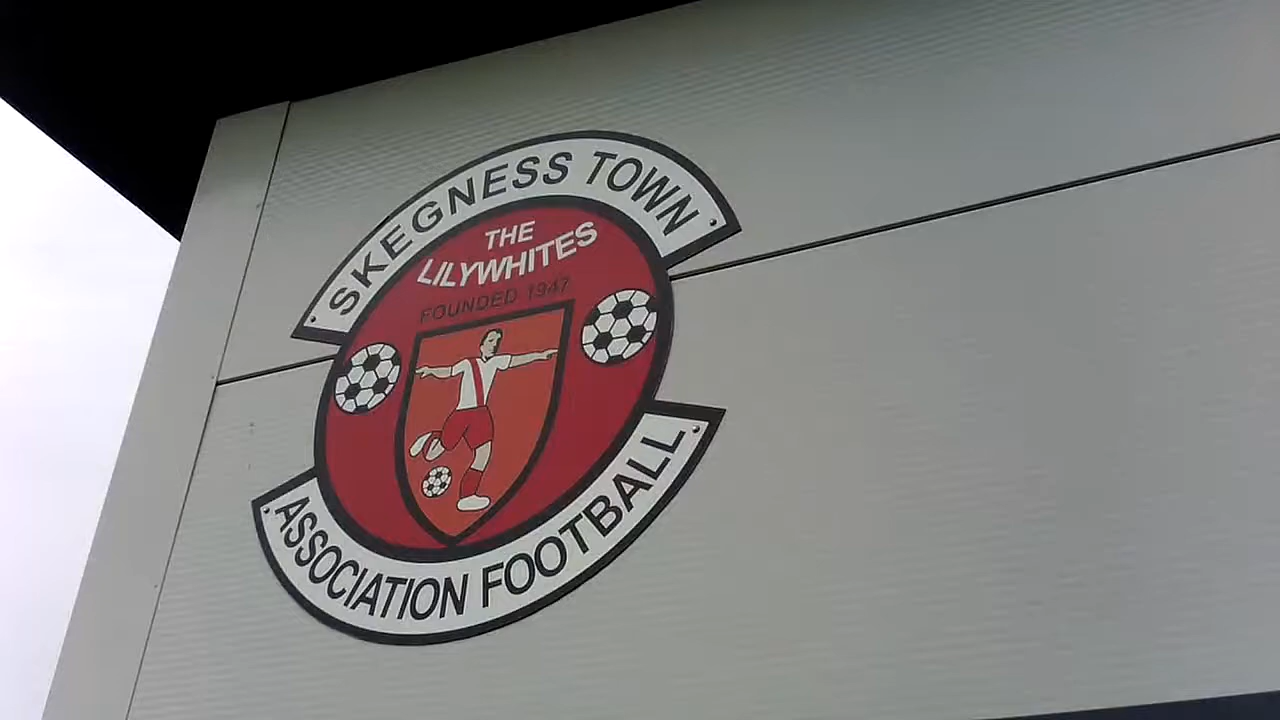 SKEGNESS TOWN
THE
LILYWHITES
FOUNDED 1947
ASSOCIATION FOOTBALL